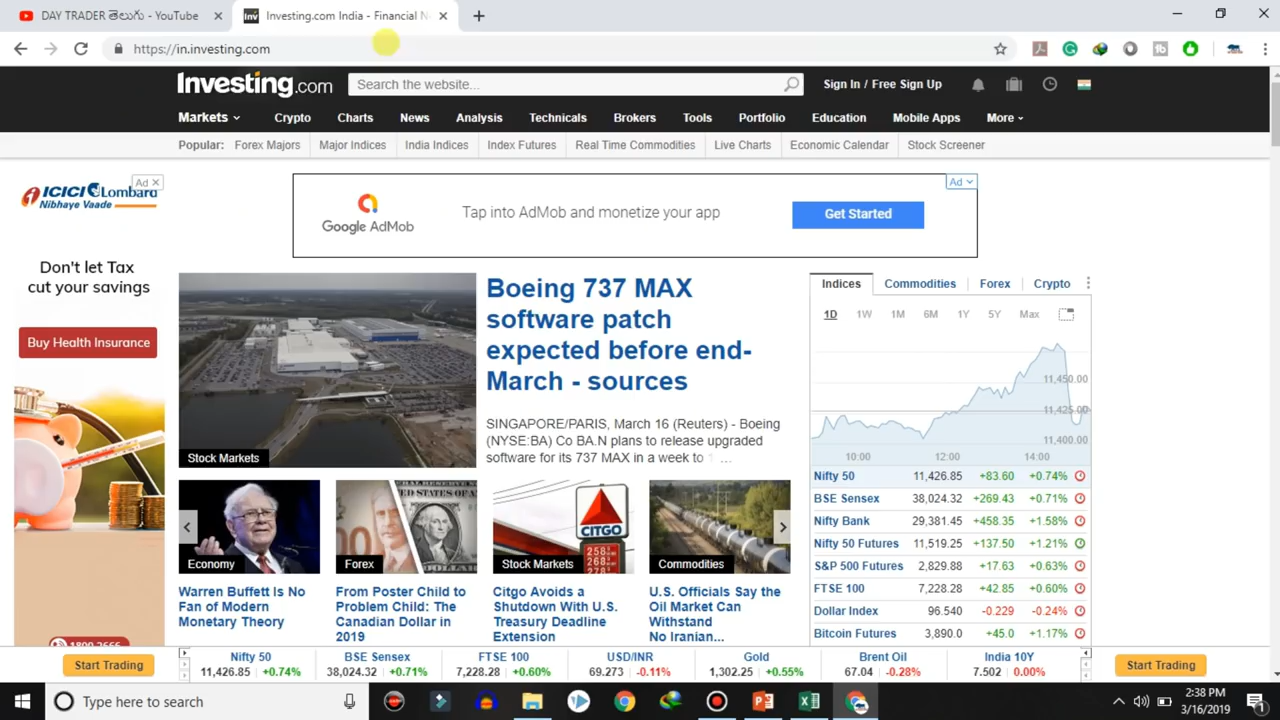 DAY TRADER తెలుగు - YouTube
Investing.com India - Financial N
https://in.investing.com
Investing.com
Search the website...
Sign In / Free Sign Up
Markets Crypto Charts News Analysis Technicals Brokers Tools Portfolio Education Mobile Apps More
Popular: Forex Majors Major Indices India Indices Index Futures Real Time Commodities Live Charts Economic Calendar Stock Screener
Ad
ICICI Lombard
Nibhaye Vaade
Don't let Tax
cut your savings
Buy Health Insurance
Ad
Google AdMob
Tap into AdMob and monetize your app
Get Started
Stock Markets
Boeing 737 MAX
software patch
expected before end-
March - sources
SINGAPORE/PARIS, March 16 (Reuters) - Boeing
(NYSE:BA) Co BA.N plans to release upgraded
software for its 737 MAX in a week to 1 ...
Economy
Warren Buffett Is No
Fan of Modern
Monetary Theory
Forex
From Poster Child to
Problem Child: The
Canadian Dollar in
2019
CITGO
Stock Markets
Citgo Avoids a
Shutdown With U.S.
Treasury Deadline
Extension
Commodities
U.S. Officials Say the
Oil Market Can
Withstand
No Iranian...
Indices Commodities Forex Crypto
1D 1W 1M 6M 1Y 5Y Max
11,450.00
11,425.00
11,400.00
10:00 12:00 14:00
Nifty 50 11,426.85 +83.60 +0.74%
BSE Sensex 38,024.32 +269.43 +0.71%
Nifty Bank 29,381.45 +458.35 +1.58%
Nifty 50 Futures 11,519.25 +137.50 +1.21%
S&P 500 Futures 2,829.88 +17.63 +0.63%
FTSE 100 7,228.28 +42.85 +0.60%
Dollar Index 96.540 -0.229 -0.24%
Bitcoin Futures 3,890.0 +45.0 +1.17%
Start Trading
Nifty 50
11,426.85 +0.74%
BSE Sensex
38,024.32 +0.71%
FTSE 100
7,228.28 +0.60%
USD/INR
69.273 -0.11%
Gold
1,302.25 +0.55%
Brent Oil
67.04 -0.28%
India 10Y
7.502 0.00%
Start Trading
Type here to search
2:38 PM
3/16/2019